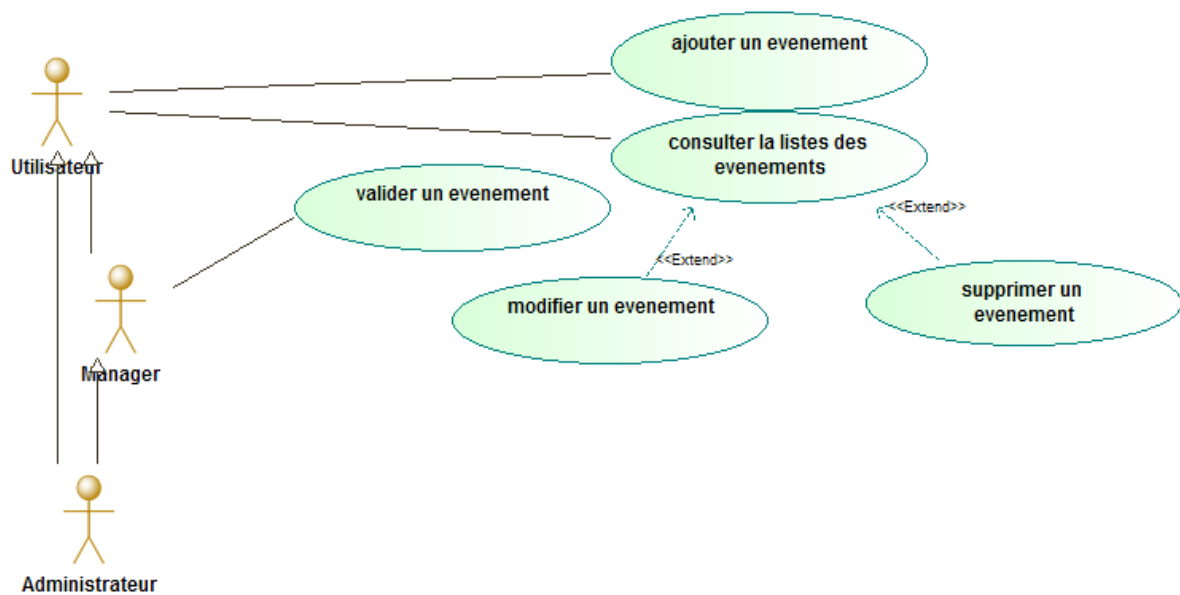 ajouter un evenement
consulter la listes des
evenements
Utilisateur
valider un evenement
<<Extend>>
<<Extend>>
modifier un evenement
supprimer un
evenement
Manager
Administrateur